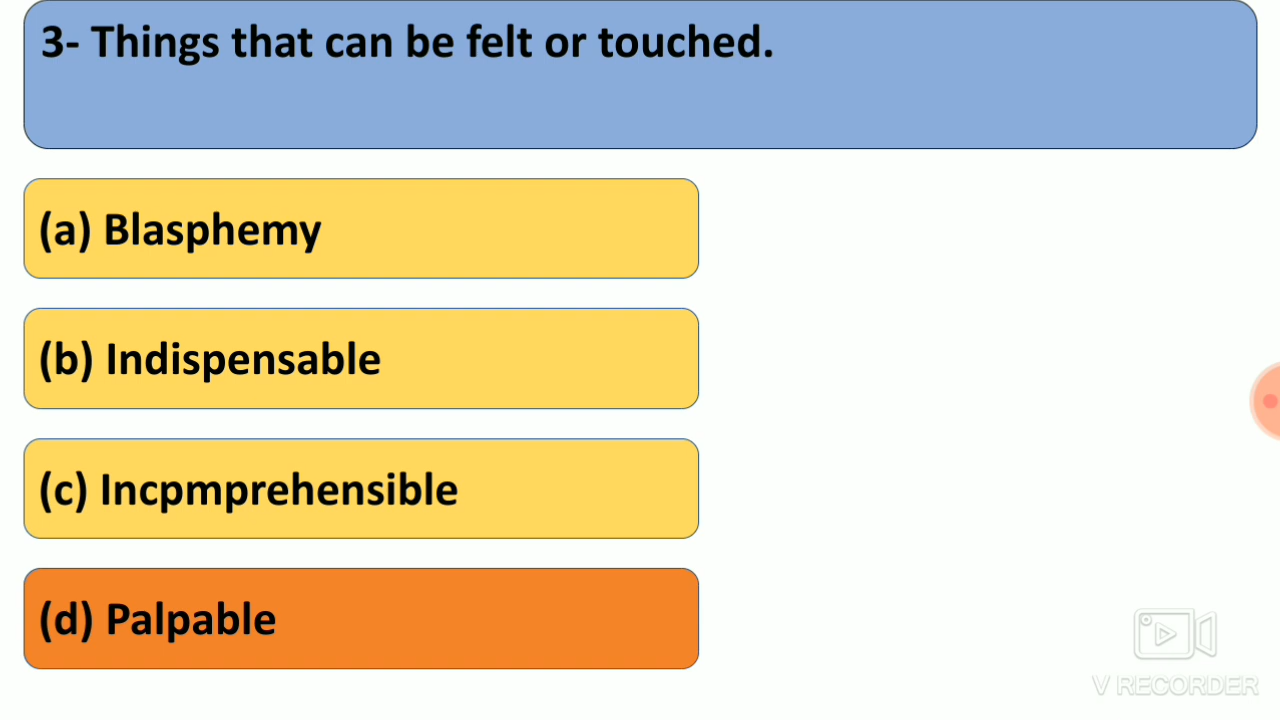 3- Things that can be felt or touched.
(a) Blasphemy
(b) Indispensable
(c) Incpmprehensible
(d) Palpable
V RECORDER